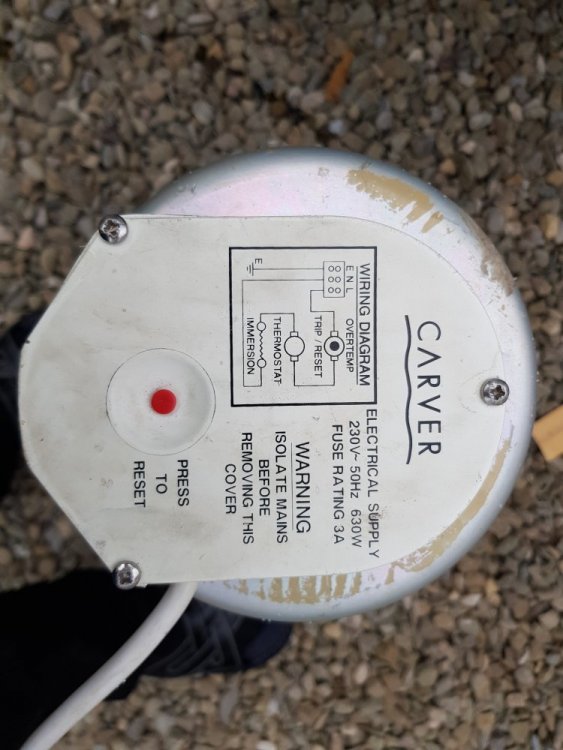 CARVER
WIRING DIAGRAM
E N L
OVERTEMP
TRIP / RESET
E
THERMOSTAT
IMMERSION
ELECTRICAL SUPPLY
230V~ 50Hz 630W
FUSE RATING 3A
WARNING
ISOLATE MAINS
BEFORE
REMOVING THIS
COVER
PRESS
TO
RESET